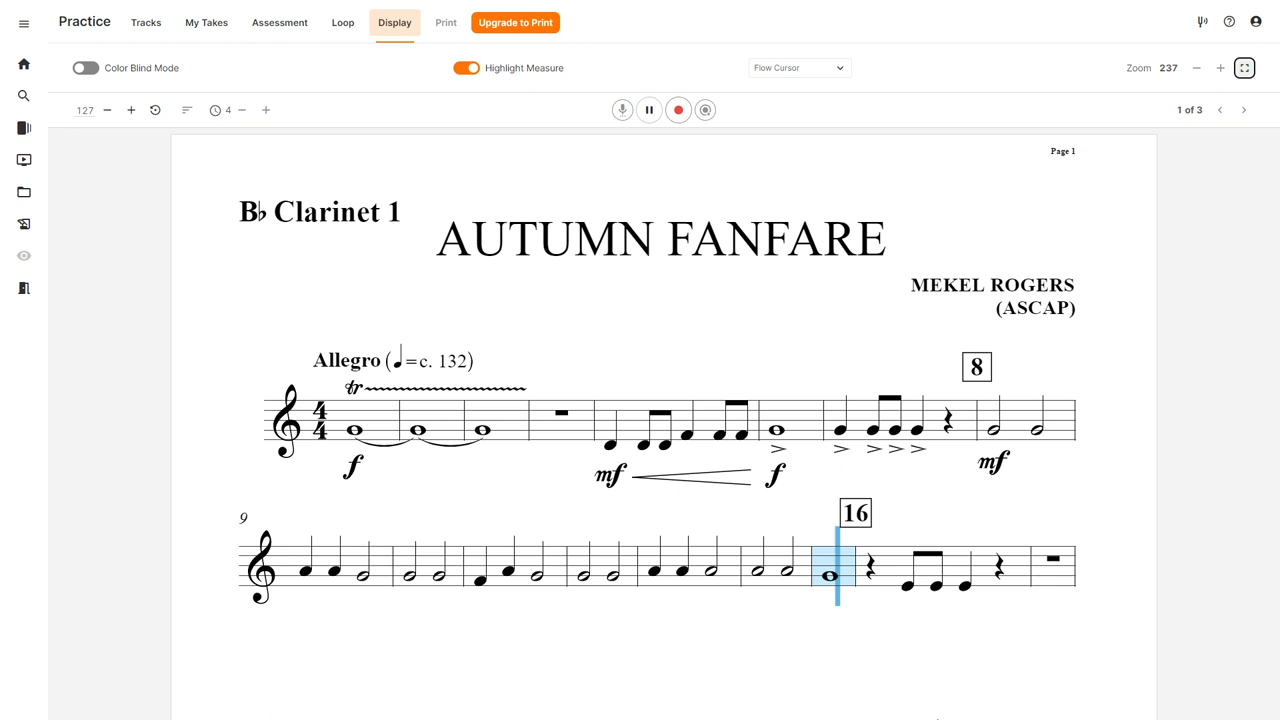 Practice Tracks My Takes Assessment Loop Display Print Upgrade to Print
Color Blind Mode Highlight Measure Flow Cursor Zoom 237
127 4 1 of 3
Page 1
B♭ Clarinet 1
AUTUMN FANFARE
MEKEL ROGERS
(ASCAP)
Allegro (♩=c. 132)
8
tr
4
4
f mf f mf
16
9